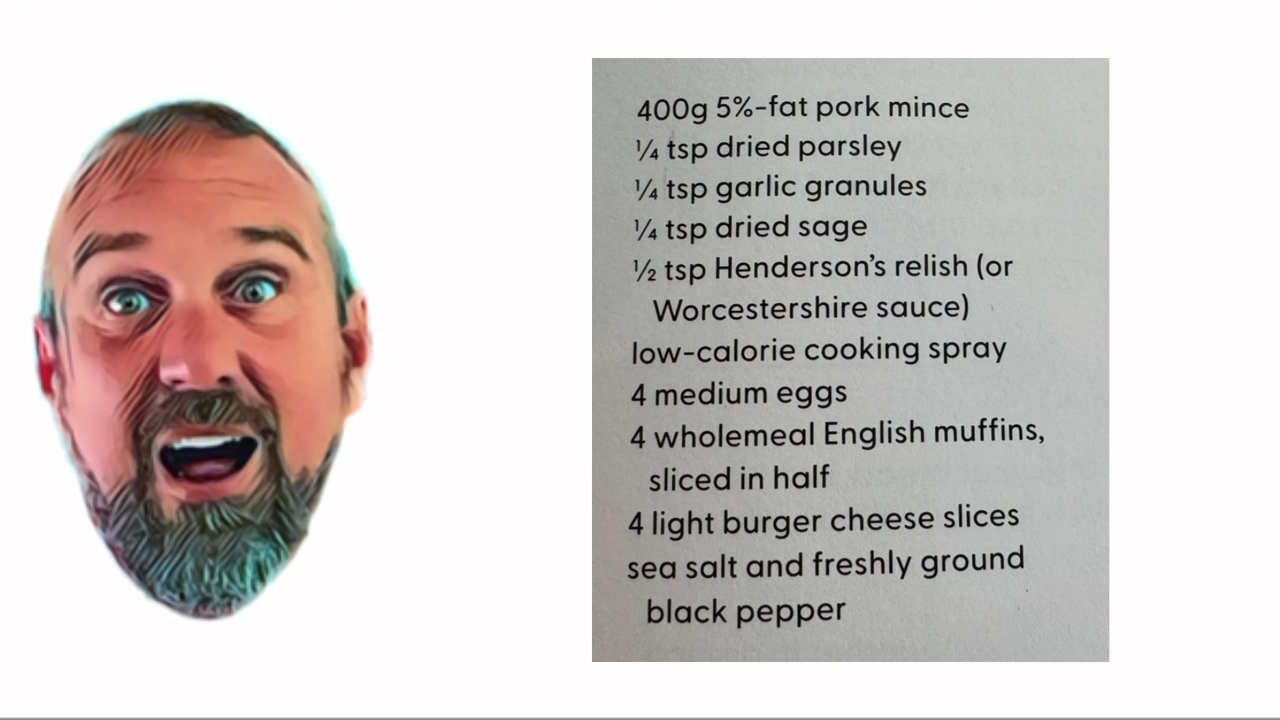 400g 5%-fat pork mince
¼ tsp dried parsley
¼ tsp garlic granules
¼ tsp dried sage
½ tsp Henderson's relish (or
Worcestershire sauce)
low-calorie cooking spray
4 medium eggs
4 wholemeal English muffins,
sliced in half
4 light burger cheese slices
sea salt and freshly ground
black pepper